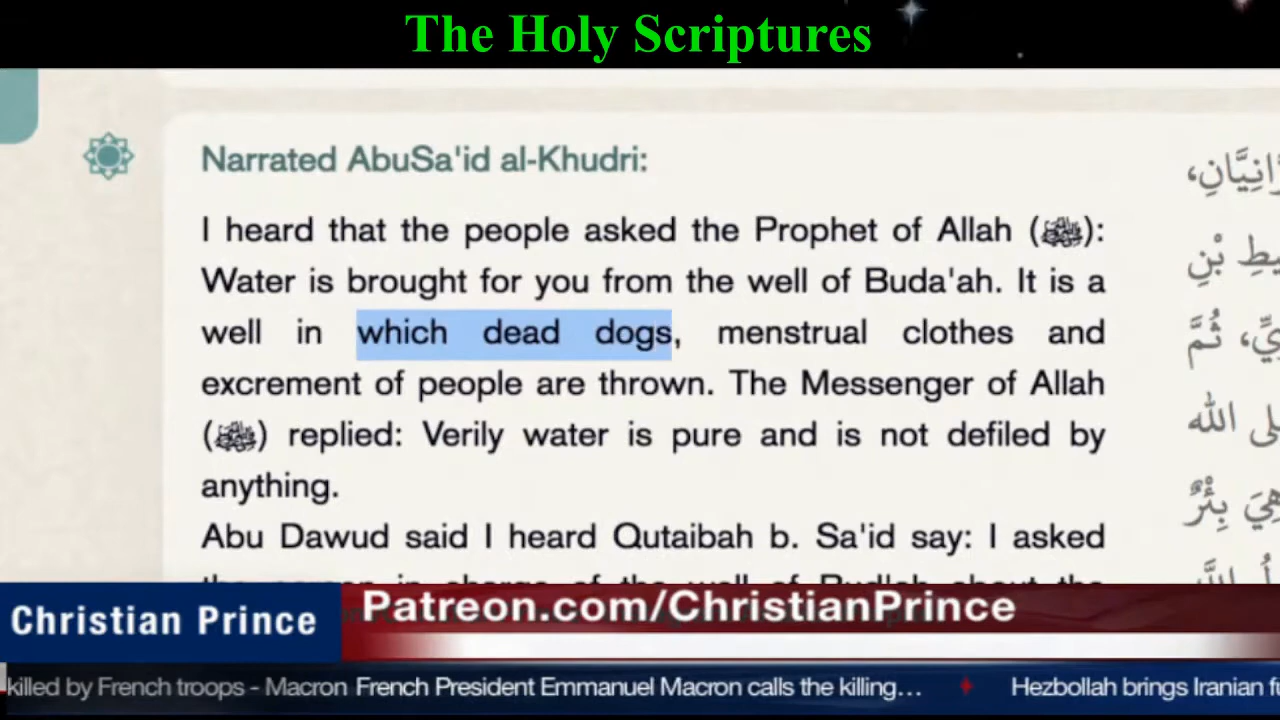 The Holy Scriptures
Narrated AbuSa'id al-Khudri:
I heard that the people asked the Prophet of Allah (ﷺ):
Water is brought for you from the well of Buda'ah. It is a
well in which dead dogs, menstrual clothes and
excrement of people are thrown. The Messenger of Allah
(ﷺ) replied: Verily water is pure and is not defiled by
anything.
Abu Dawud said I heard Qutaibah b. Sa'id say: I asked
لى الله
Christian Prince
Patreon.com/ChristianPrince
killed by French troops - Macron French President Emmanuel Macron calls the killing... Hezbollah brings Iranian